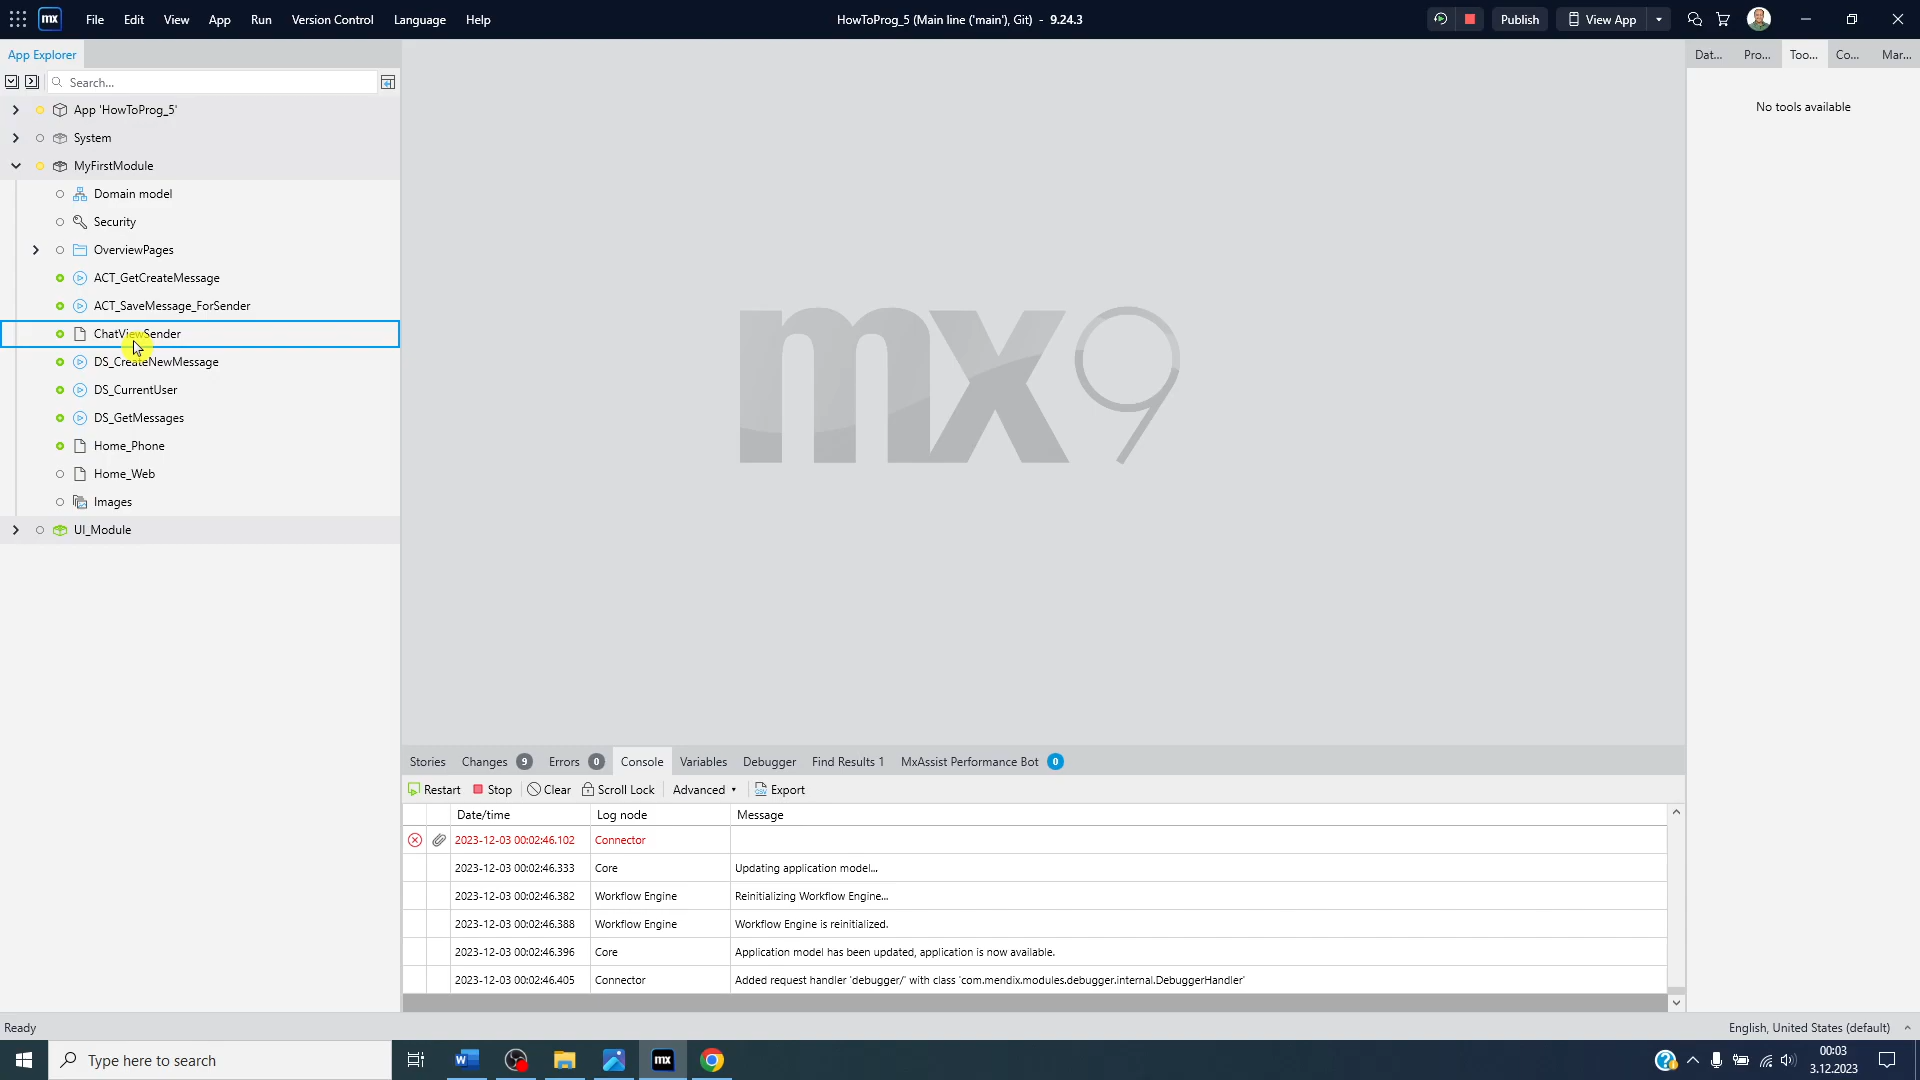 mx File Edit View App Run Version Control Language Help HowToProg_5 (Main line ('main'), Git) - 9.24.3 Publish View App
App Explorer Dat... Pro... Too... Co... Mar...
Search...
No tools available
App 'HowToProg_5'
System
MyFirstModule
Domain model
Security
OverviewPages
ACT_GetCreateMessage
ACT_SaveMessage_ForSender
ChatViewSender
DS_CreateNewMessage
DS_CurrentUser
DS_GetMessages
Home_Phone
Home_Web
Images
UI_Module
mx9
Stories Changes 9 Errors 0 Console Variables Debugger Find Results 1 MxAssist Performance Bot 0
Restart Stop Clear Scroll Lock Advanced Export
Date/time Log node Message
2023-12-03 00:02:46.102 Connector
2023-12-03 00:02:46.333 Core Updating application model...
2023-12-03 00:02:46.382 Workflow Engine Reinitializing Workflow Engine...
2023-12-03 00:02:46.388 Workflow Engine Workflow Engine is reinitialized.
2023-12-03 00:02:46.396 Core Application model has been updated, application is now available.
2023-12-03 00:02:46.405 Connector Added request handler 'debugger/' with class 'com.mendix.modules.debugger.internal.DebuggerHandler'
Ready English, United States (default)
Type here to search mx 00:03
3.12.2023